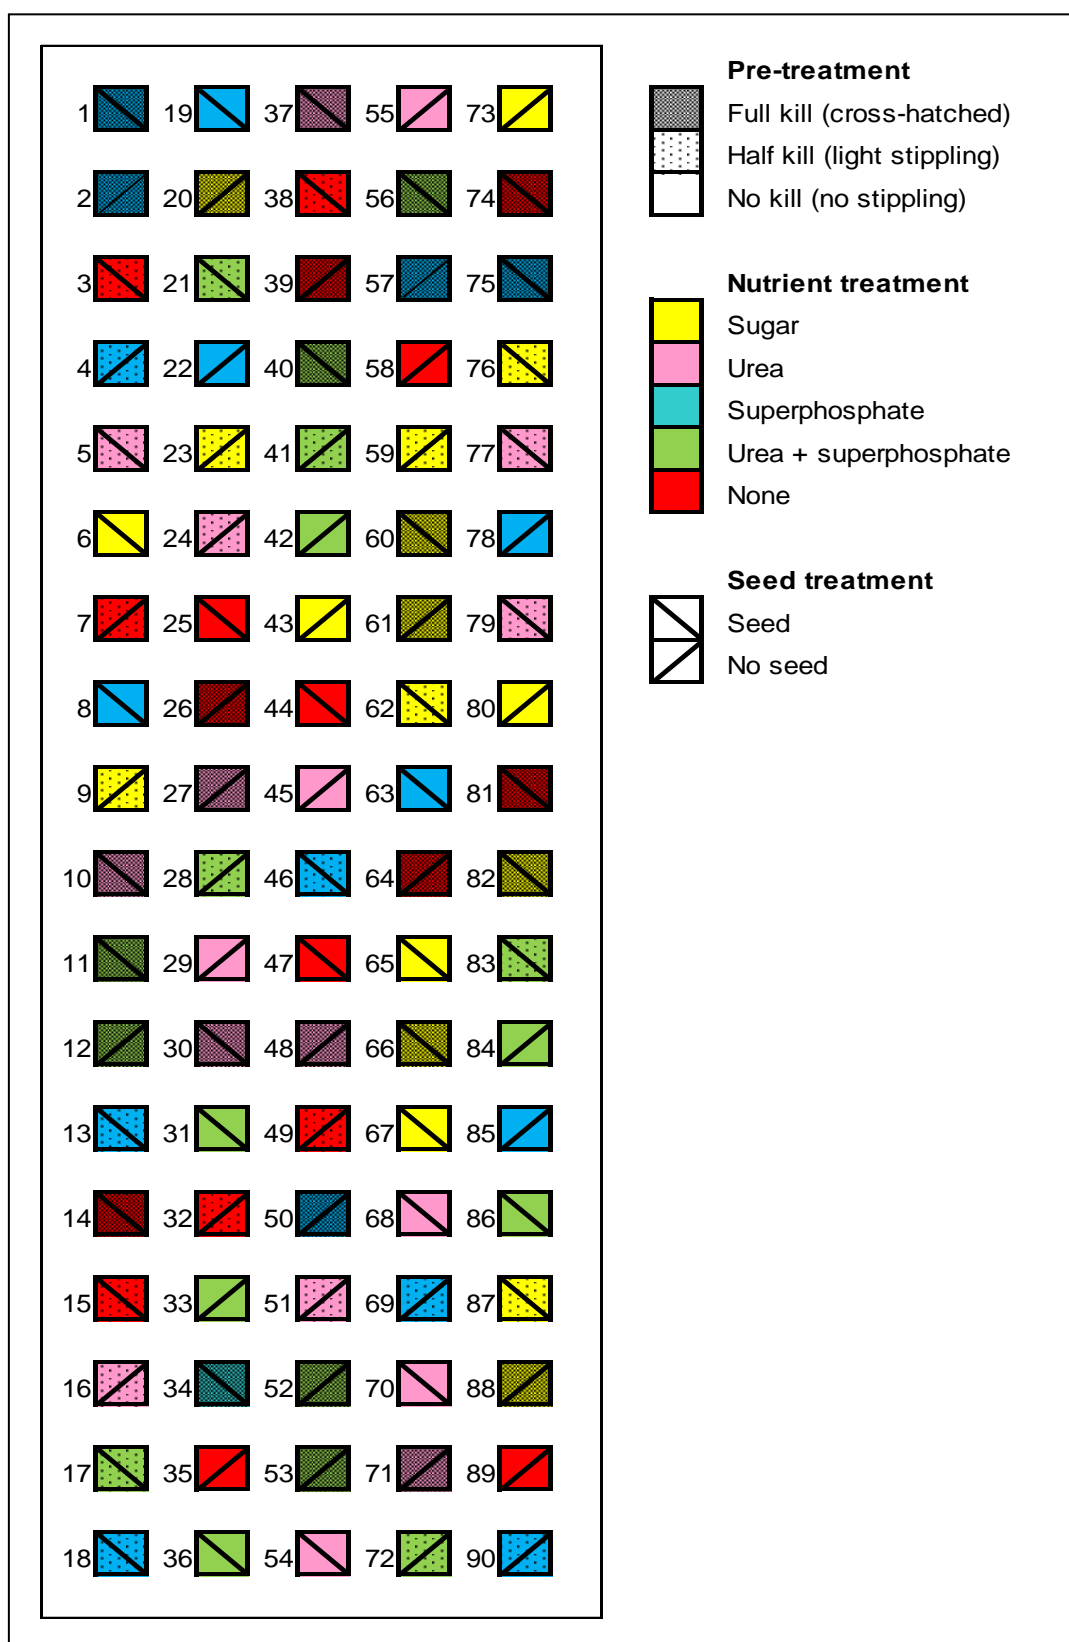 1 19 37 55 73
2 20 38 56 74
3 21 39 57 75
4 22 40 58 76
5 23 41 59 77
6 24 42 60 78
7 25 43 61 79
8 26 44 62 80
9 27 45 63 81
10 28 46 64 82
11 29 47 65 83
12 30 48 66 84
13 31 49 67 85
14 32 50 68 86
15 33 51 69 87
16 34 52 70 88
17 35 53 71 89
18 36 54 72 90
Pre-treatment
Full kill (cross-hatched)
Half kill (light stippling)
No kill (no stippling)
Nutrient treatment
Sugar
Urea
Superphosphate
Urea + superphosphate
None
Seed treatment
Seed
No seed